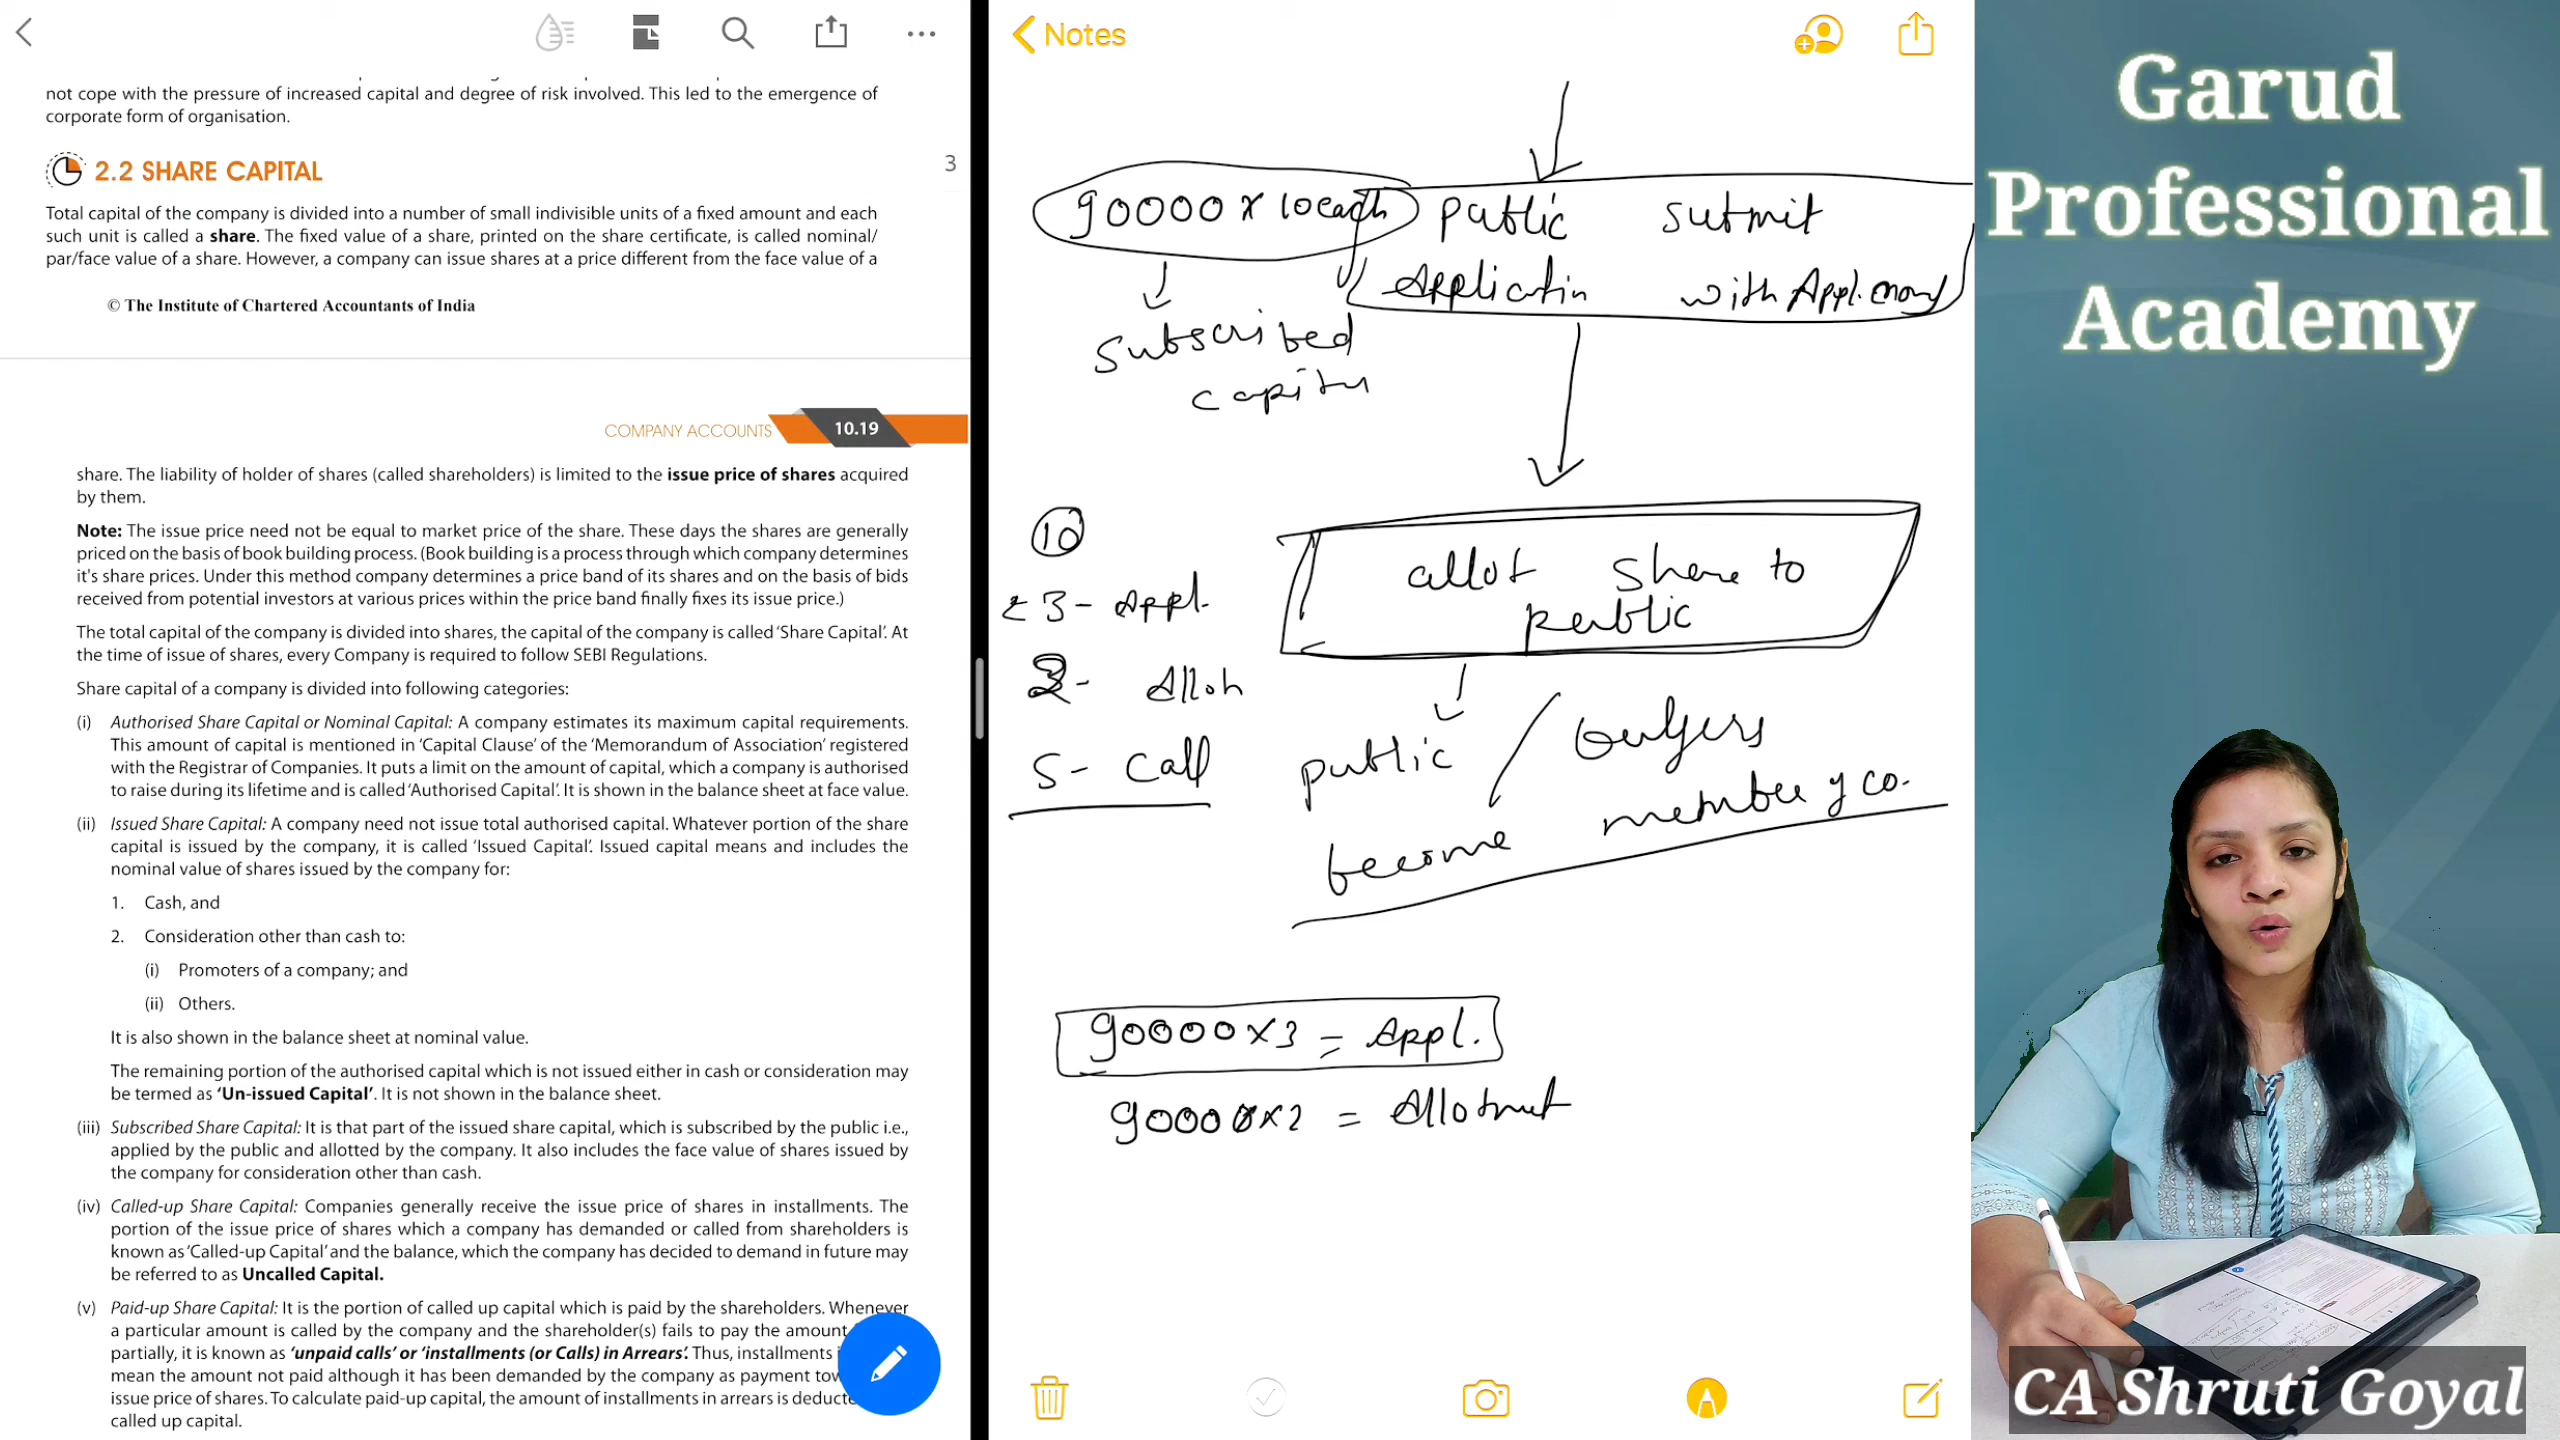 not cope with the pressure of increased capital and degree of risk involved. This led to the emergence of
corporate form of organisation.
2.2 SHARE CAPITAL
3
Total capital of the company is divided into a number of small indivisible units of a fixed amount and each
such unit is called a share. The fixed value of a share, printed on the share certificate, is called nominal/
par/face value of a share. However, a company can issue shares at a price different from the face value of a
© The Institute of Chartered Accountants of India
COMPANY ACCOUNTS 10.19
share. The liability of holder of shares (called shareholders) is limited to the issue price of shares acquired
by them.
Note: The issue price need not be equal to market price of the share. These days the shares are generally
priced on the basis of book building process. (Book building is a process through which company determines
it's share prices. Under this method company determines a price band of its shares and on the basis of bids
received from potential investors at various prices within the price band finally fixes its issue price.)
The total capital of the company is divided into shares, the capital of the company is called 'Share Capital'. At
the time of issue of shares, every Company is required to follow SEBI Regulations.
Share capital of a company is divided into following categories:
(i) Authorised Share Capital or Nominal Capital: A company estimates its maximum capital requirements.
This amount of capital is mentioned in 'Capital Clause' of the 'Memorandum of Association' registered
with the Registrar of Companies. It puts a limit on the amount of capital, which a company is authorised
to raise during its lifetime and is called 'Authorised Capital'. It is shown in the balance sheet at face value.
(ii) Issued Share Capital: A company need not issue total authorised capital. Whatever portion of the share
capital is issued by the company, it is called 'Issued Capital'. Issued capital means and includes the
nominal value of shares issued by the company for:
1. Cash, and
2. Consideration other than cash to:
(i) Promoters of a company; and
(ii) Others.
It is also shown in the balance sheet at nominal value.
The remaining portion of the authorised capital which is not issued either in cash or consideration may
be termed as 'Un-issued Capital'. It is not shown in the balance sheet.
(iii) Subscribed Share Capital: It is that part of the issued share capital, which is subscribed by the public i.e.,
applied by the public and allotted by the company. It also includes the face value of shares issued by
the company for consideration other than cash.
(iv) Called-up Share Capital: Companies generally receive the issue price of shares in installments. The
portion of the issue price of shares which a company has demanded or called from shareholders is
known as 'Called-up Capital' and the balance, which the company has decided to demand in future may
be referred to as Uncalled Capital.
(v) Paid-up Share Capital: It is the portion of called up capital which is paid by the shareholders. Whenever
a particular amount is called by the company and the shareholder(s) fails to pay the amount
partially, it is known as 'unpaid calls' or 'installments (or Calls) in Arrears'. Thus, installments
mean the amount not paid although it has been demanded by the company as payment
issue price of shares. To calculate paid-up capital, the amount of installments in arrears is
called up capital.
Notes
90000 x 10 each
public submit
Application with Appl. money
Subscribed
capital
10
3 - Appl.
2 - Allot
5 - Call
allot share to
public
public / buyers
become member of co.
90000 x 3 = Appl.
90000 x 2 = Allotment
Garud
Professional
Academy
CA Shruti Goyal